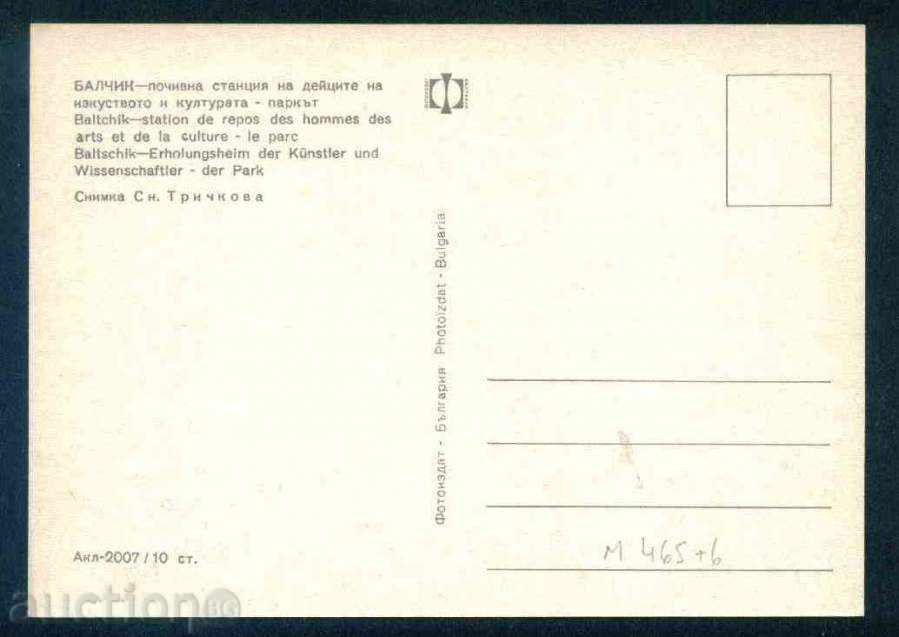 БАЛЧИК—почивна станция на дейците на
изкуството и културата - паркът
Baltchik—station de repos des hommes des
arts et de la culture - le parc
Baltschik—Erholungsheim der Künstler und
Wissenschaftler - der Park
Снимка Сн. Тричкова
Фотоиздат - България Photoizdat - Bulgaria
Акл-2007/10 ст.
М 465+6
auction BG